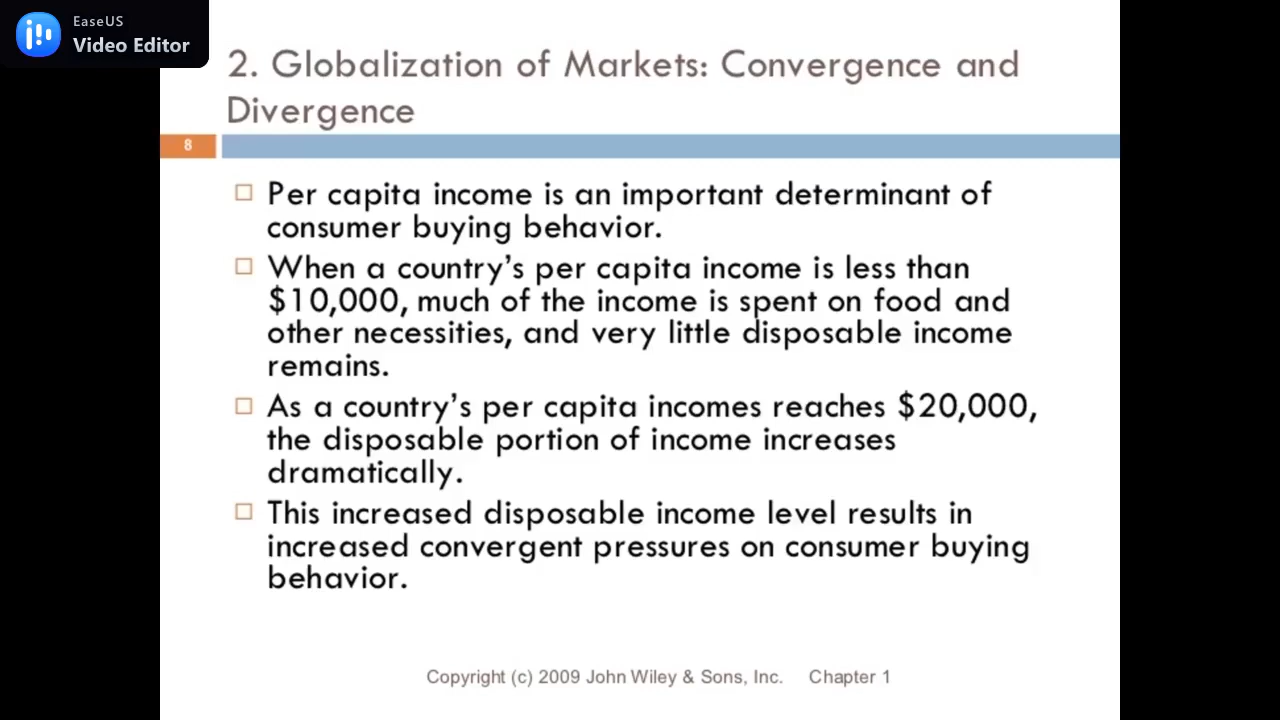 EaseUS
Video Editor
2. Globalization of Markets: Convergence and
Divergence
8
Per capita income is an important determinant of
consumer buying behavior.
When a country's per capita income is less than
$10,000, much of the income is spent on food and
other necessities, and very little disposable income
remains.
As a country's per capita incomes reaches $20,000,
the disposable portion of income increases
dramatically.
This increased disposable income level results in
increased convergent pressures on consumer buying
behavior.
Copyright (c) 2009 John Wiley & Sons, Inc. Chapter 1